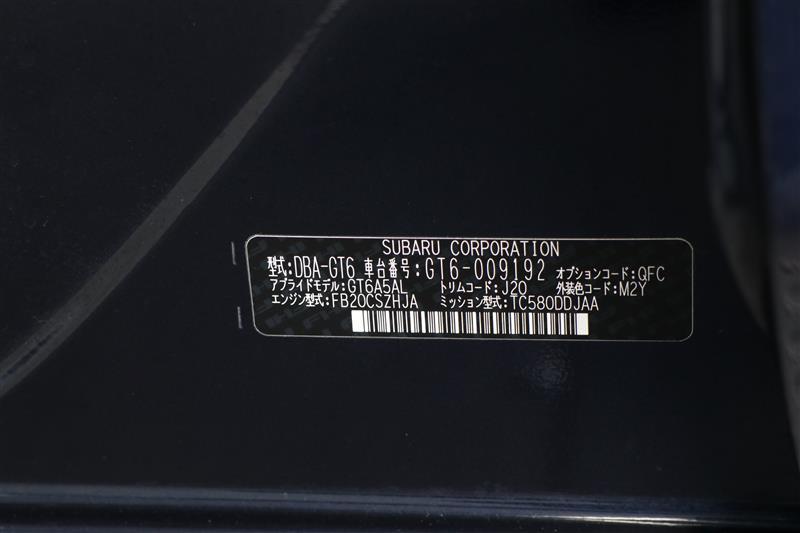 SUBARU CORPORATION
型式:DBA-GT6 車台番号:GT6-009192 オプションコード:QFC
アプライドモデル:GT6A5AL トリムコード:J20 外装色コード:M2Y
エンジン型式:FB20CSZHJA ミッション型式:TC580DDJAA